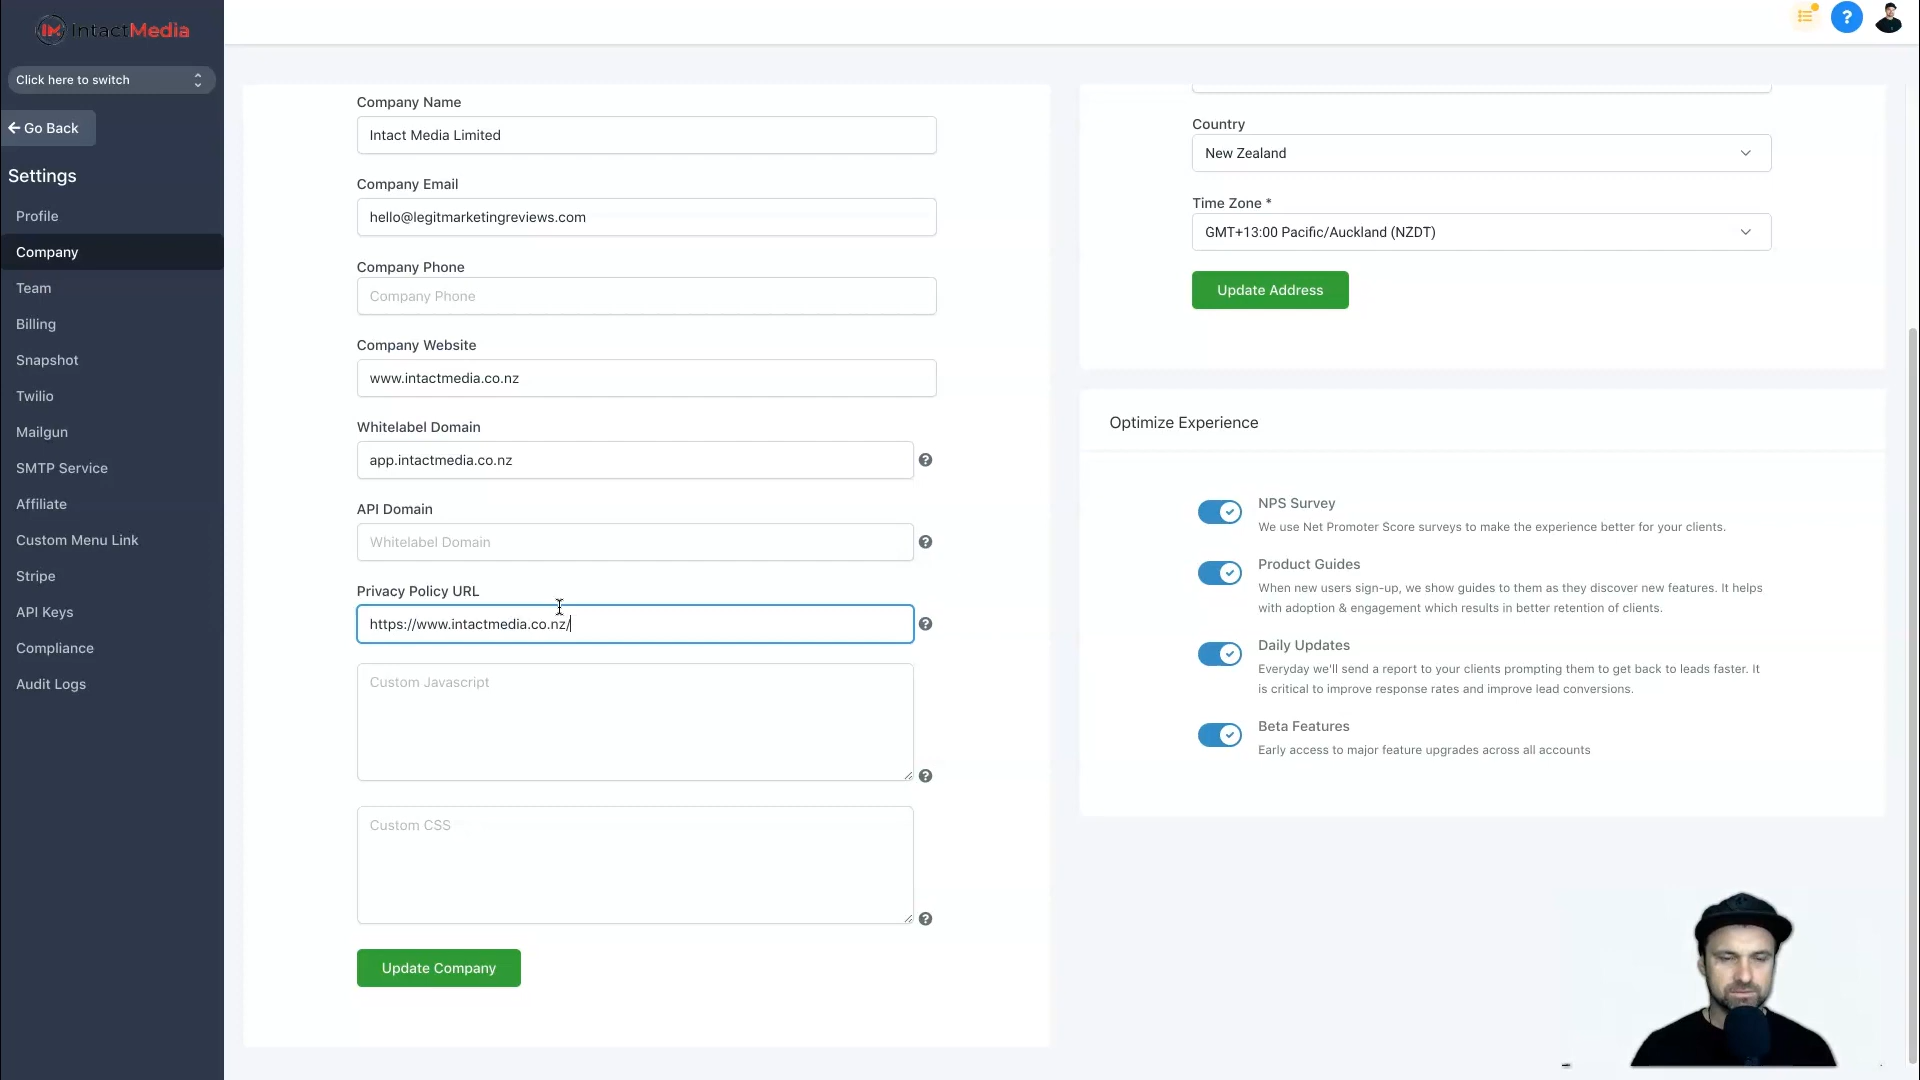 IM IntactMedia
Click here to switch
Go Back
Settings
Profile
Company
Team
Billing
Snapshot
Twilio
Mailgun
SMTP Service
Affiliate
Custom Menu Link
Stripe
API Keys
Compliance
Audit Logs
?
Company Name
Intact Media Limited
Company Email
hello@legitmarketingreviews.com
Company Phone
Company Phone
Company Website
www.intactmedia.co.nz
Whitelabel Domain
app.intactmedia.co.nz
?
API Domain
Whitelabel Domain
?
Privacy Policy URL
https://www.intactmedia.co.nz/
?
Custom Javascript
?
Custom CSS
?
Update Company
Country
New Zealand
Time Zone *
GMT+13:00 Pacific/Auckland (NZDT)
Update Address
Optimize Experience
NPS Survey
We use Net Promoter Score surveys to make the experience better for your clients.
Product Guides
When new users sign-up, we show guides to them as they discover new features. It helps
with adoption & engagement which results in better retention of clients.
Daily Updates
Everyday we'll send a report to your clients prompting them to get back to leads faster. It
is critical to improve response rates and improve lead conversions.
Beta Features
Early access to major feature upgrades across all accounts